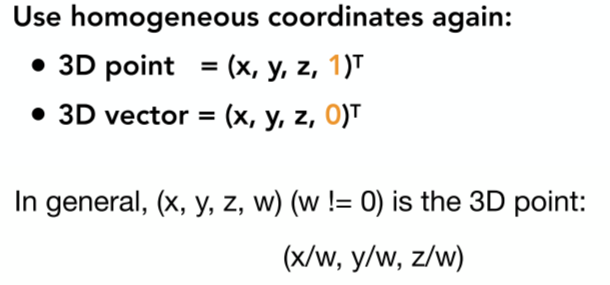 Use homogeneous coordinates again:
• 3D point = (x, y, z, 1)ᵀ
• 3D vector = (x, y, z, 0)ᵀ
In general, (x, y, z, w) (w != 0) is the 3D point:
(x/w, y/w, z/w)